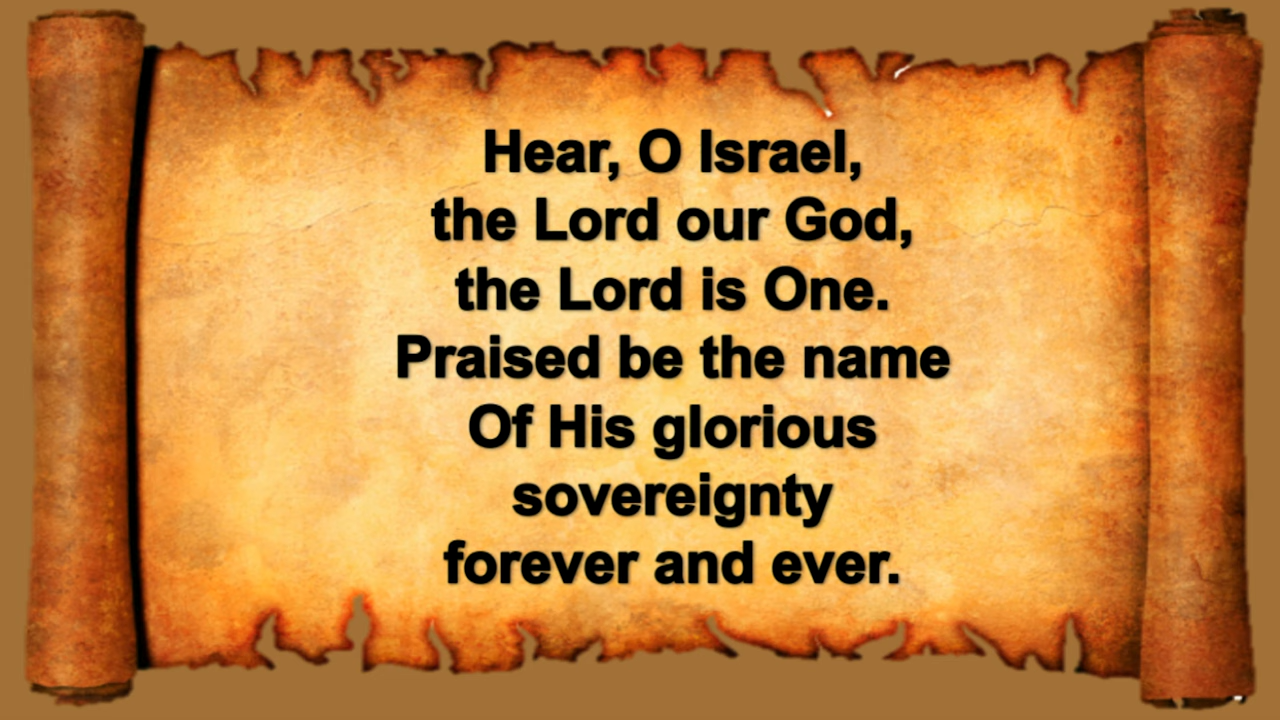 Hear, O Israel,
the Lord our God,
the Lord is One.
Praised be the name
Of His glorious
sovereignty
forever and ever.